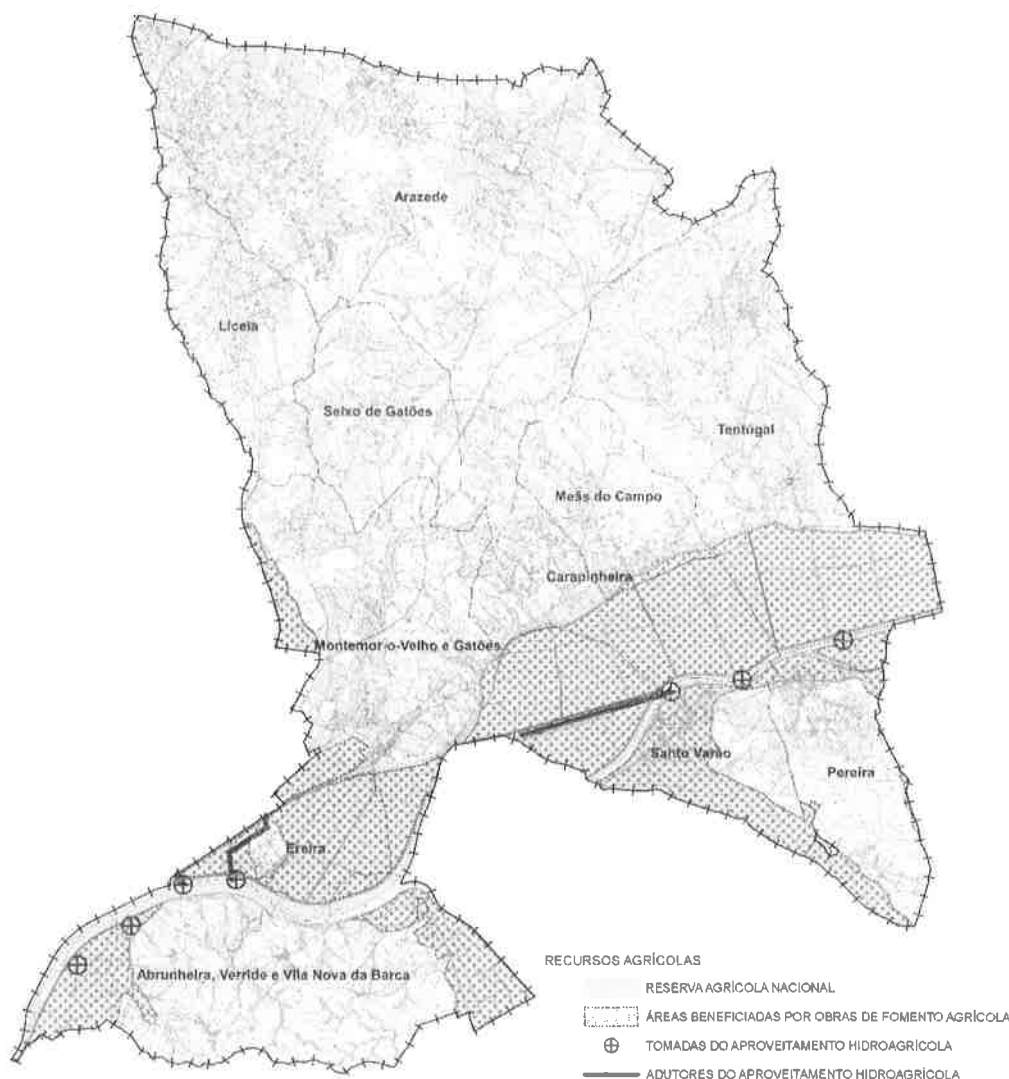 Arazede
Liceia
Seixo de Gatões
Tentúgal
Meãs do Campo
Carapinheira
Montemor-o-Velho e Gatões
Santo Varão
Pereira
Ereira
Abrunheira, Verride e Vila Nova da Barca
RECURSOS AGRÍCOLAS
RESERVA AGRÍCOLA NACIONAL
ÁREAS BENEFICIADAS POR OBRAS DE FOMENTO AGRÍCOLA
TOMADAS DO APROVEITAMENTO HIDROAGRÍCOLA
ADUTORES DO APROVEITAMENTO HIDROAGRÍCOLA